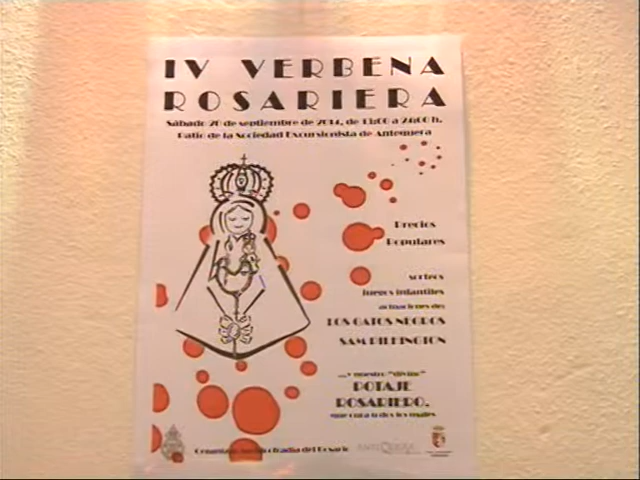 IV VERBENA
ROSARIERA
Sábado 20 de septiembre de 2014, de 13:00 a 24:00 h.
Patio de la Sociedad Excursionista de Antequera
Precios
Populares
sorteos
juegos infantiles
actuaciones de:
LOS GATOS NEGROS
SAM PILKINGTON
...y nuestro "divino"
POTAJE
ROSARIERO,
que cura todos los males
del Rosario